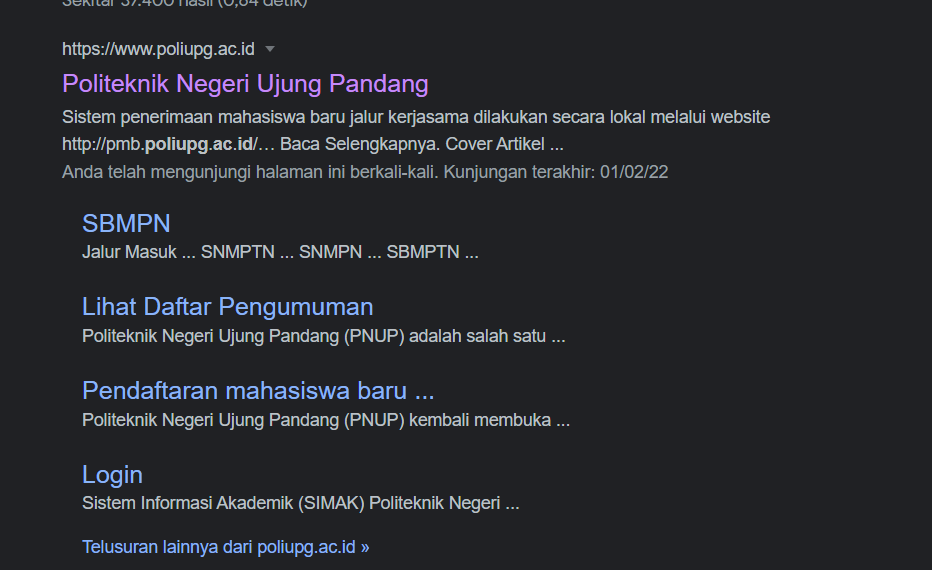 Sekitar 37.400 hasil (0,84 detik)
https://www.poliupg.ac.id
Politeknik Negeri Ujung Pandang
Sistem penerimaan mahasiswa baru jalur kerjasama dilakukan secara lokal melalui website
http://pmb.poliupg.ac.id/… Baca Selengkapnya. Cover Artikel ...
Anda telah mengunjungi halaman ini berkali-kali. Kunjungan terakhir: 01/02/22
SBMPN
Jalur Masuk ... SNMPTN ... SNMPN ... SBMPTN ...
Lihat Daftar Pengumuman
Politeknik Negeri Ujung Pandang (PNUP) adalah salah satu ...
Pendaftaran mahasiswa baru ...
Politeknik Negeri Ujung Pandang (PNUP) kembali membuka ...
Login
Sistem Informasi Akademik (SIMAK) Politeknik Negeri ...
Telusuran lainnya dari poliupg.ac.id »